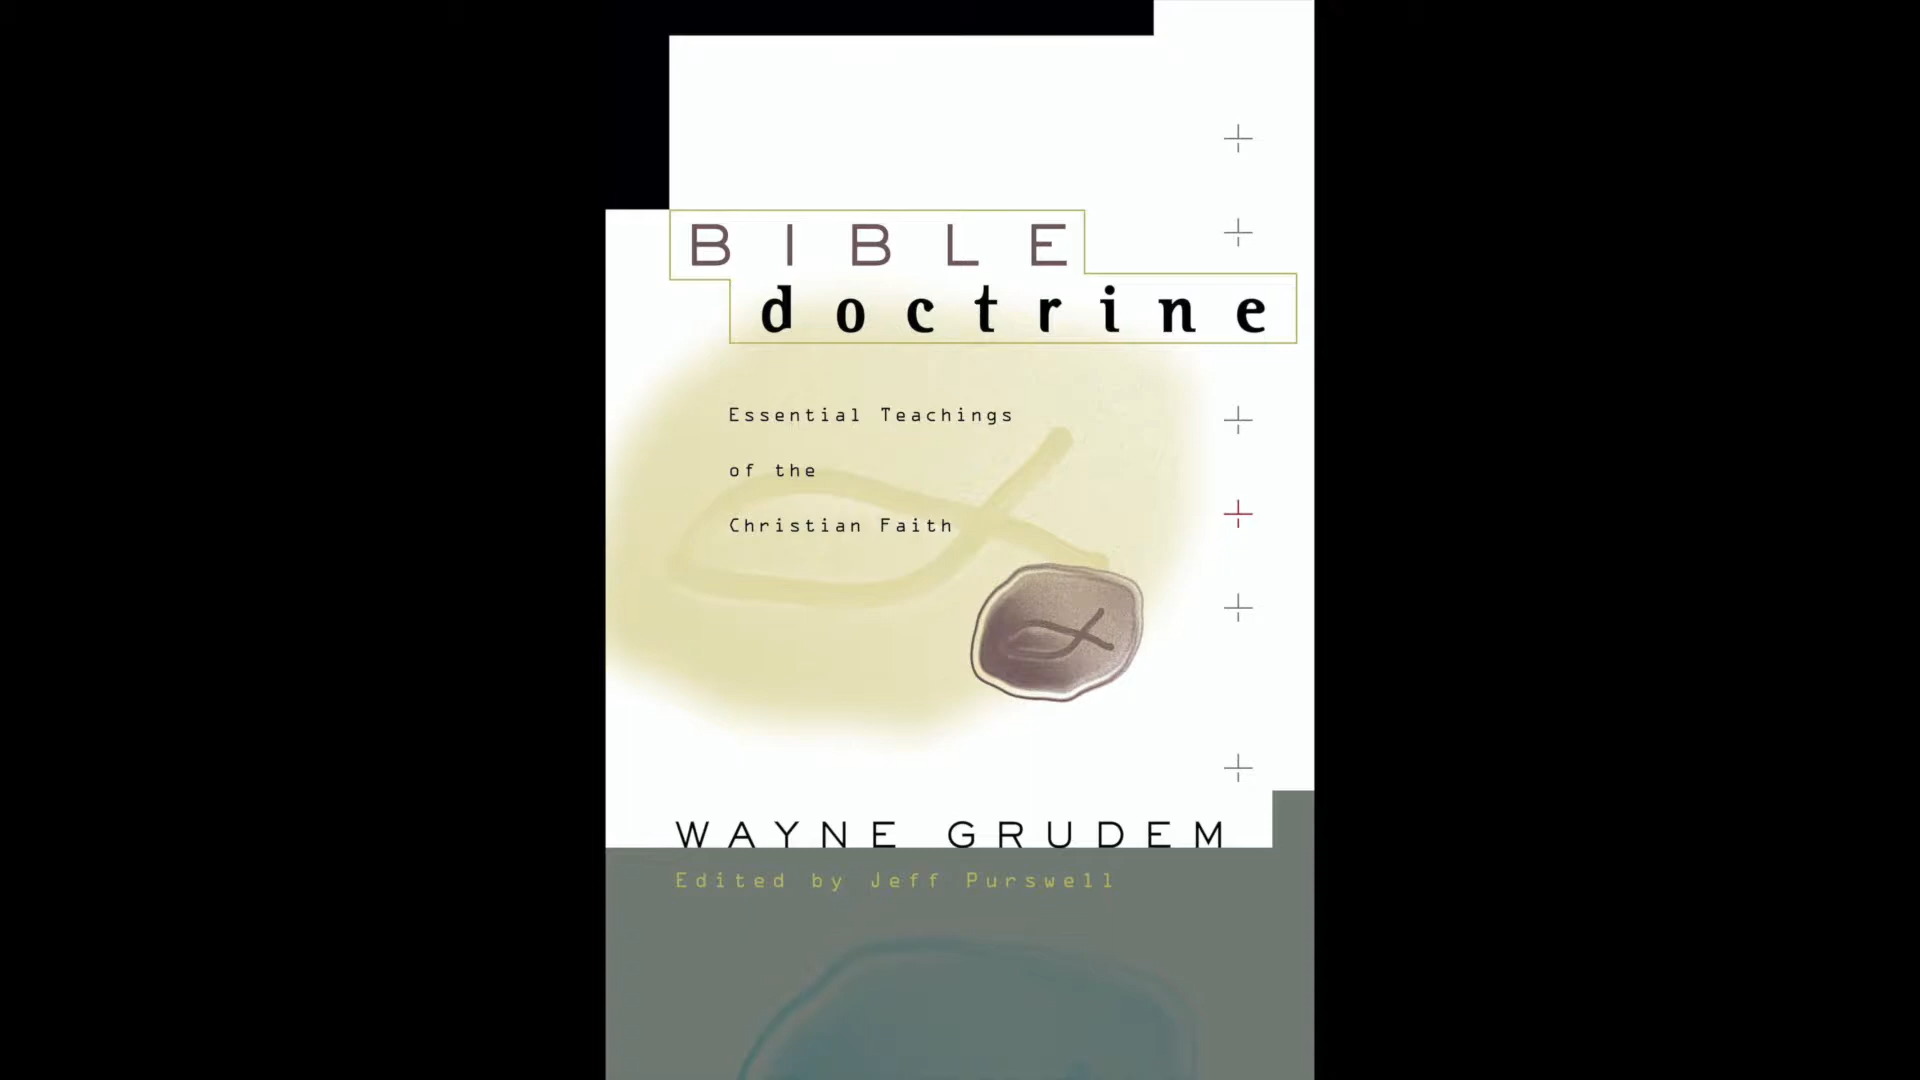 BIBLE
doctrine
Essential Teachings
of the
Christian Faith
WAYNE GRUDEM
Edited by Jeff Purswell